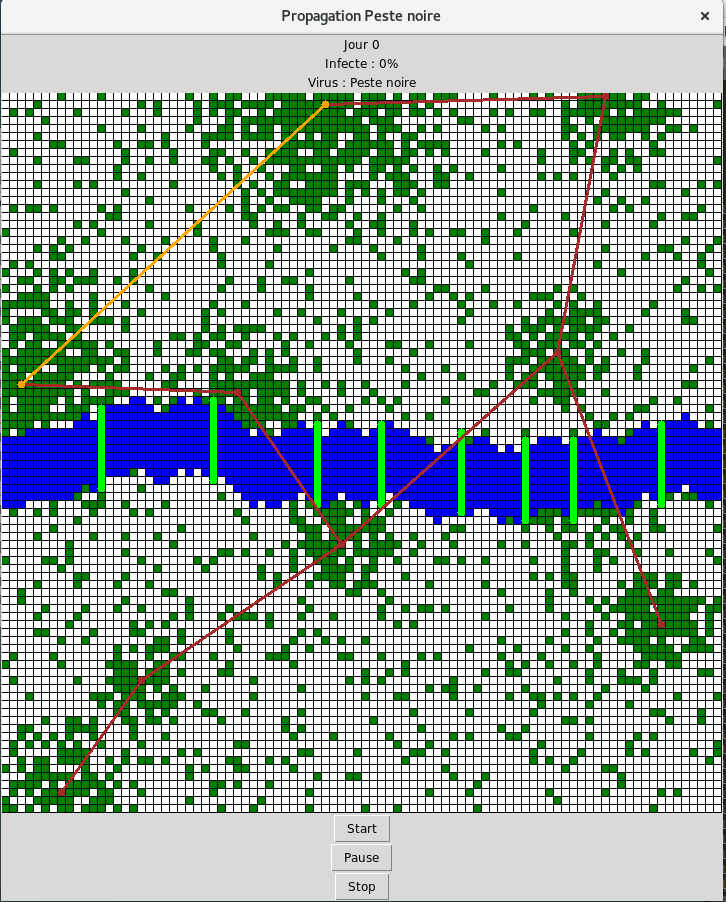 Propagation Peste noire
Jour 0
Infecte : 0%
Virus : Peste noire
Start
Pause
Stop